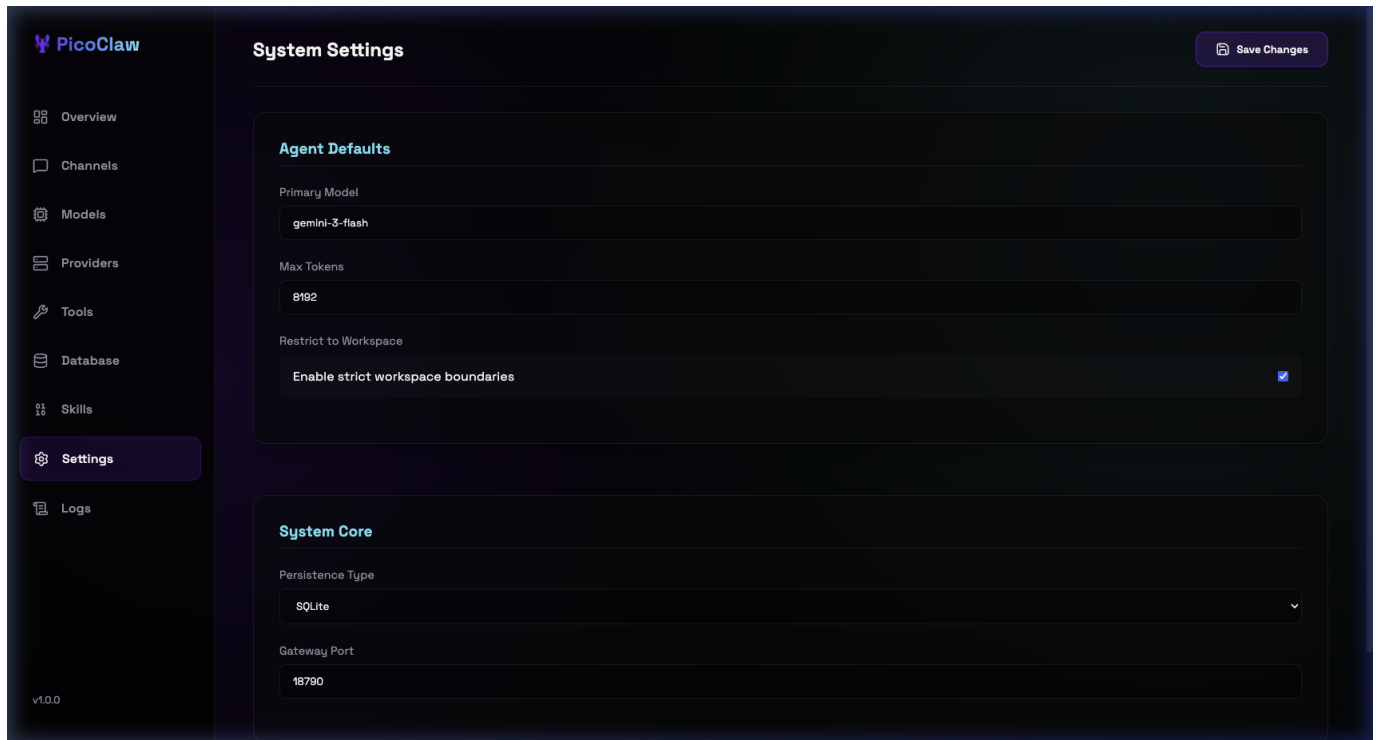 PicoClaw
Overview
Channels
Models
Providers
Tools
Database
Skills
Settings
Logs
v1.0.0
System Settings
Save Changes
Agent Defaults
Primary Model
gemini-3-flash
Max Tokens
8192
Restrict to Workspace
Enable strict workspace boundaries
System Core
Persistence Type
SQLite
Gateway Port
18790